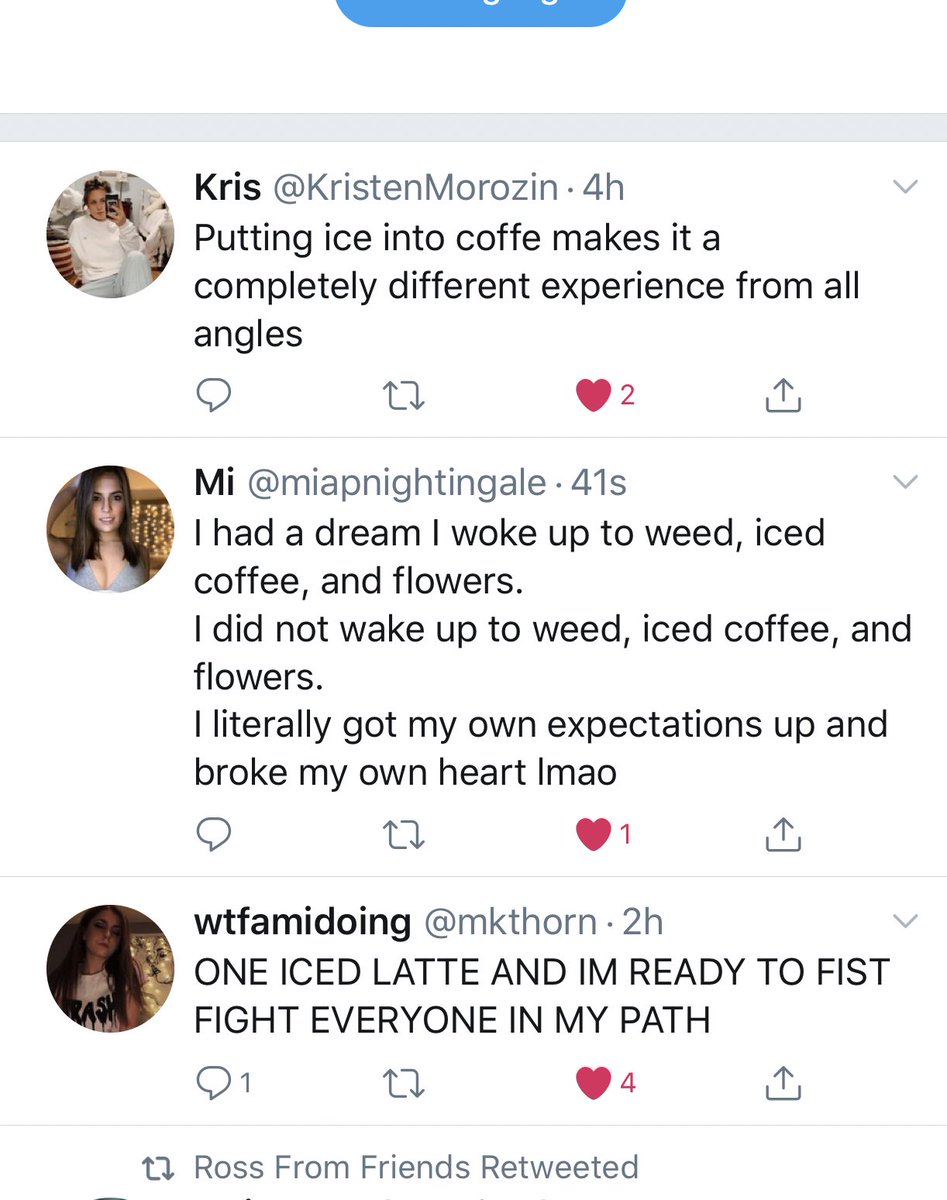 Kris @KristenMorozin · 4h
Putting ice into coffe makes it a
completely different experience from all
angles
2
Mi @miapnightingale · 41s
I had a dream I woke up to weed, iced
coffee, and flowers.
I did not wake up to weed, iced coffee, and
flowers.
I literally got my own expectations up and
broke my own heart lmao
1
wtfamidoing @mkthorn · 2h
ONE ICED LATTE AND IM READY TO FIST
FIGHT EVERYONE IN MY PATH
1 4
Ross From Friends Retweeted